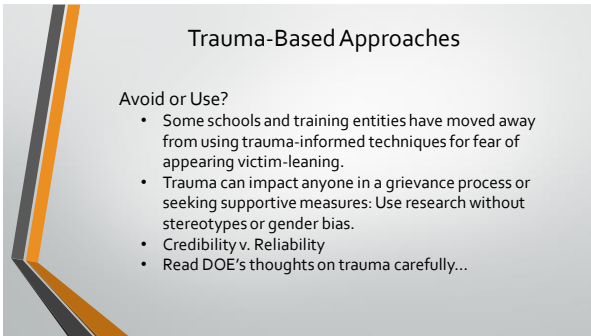 Trauma-Based Approaches
Avoid or Use?
• Some schools and training entities have moved away
from using trauma-informed techniques for fear of
appearing victim-leaning.
• Trauma can impact anyone in a grievance process or
seeking supportive measures: Use research without
stereotypes or gender bias.
• Credibility v. Reliability
• Read DOE's thoughts on trauma carefully…